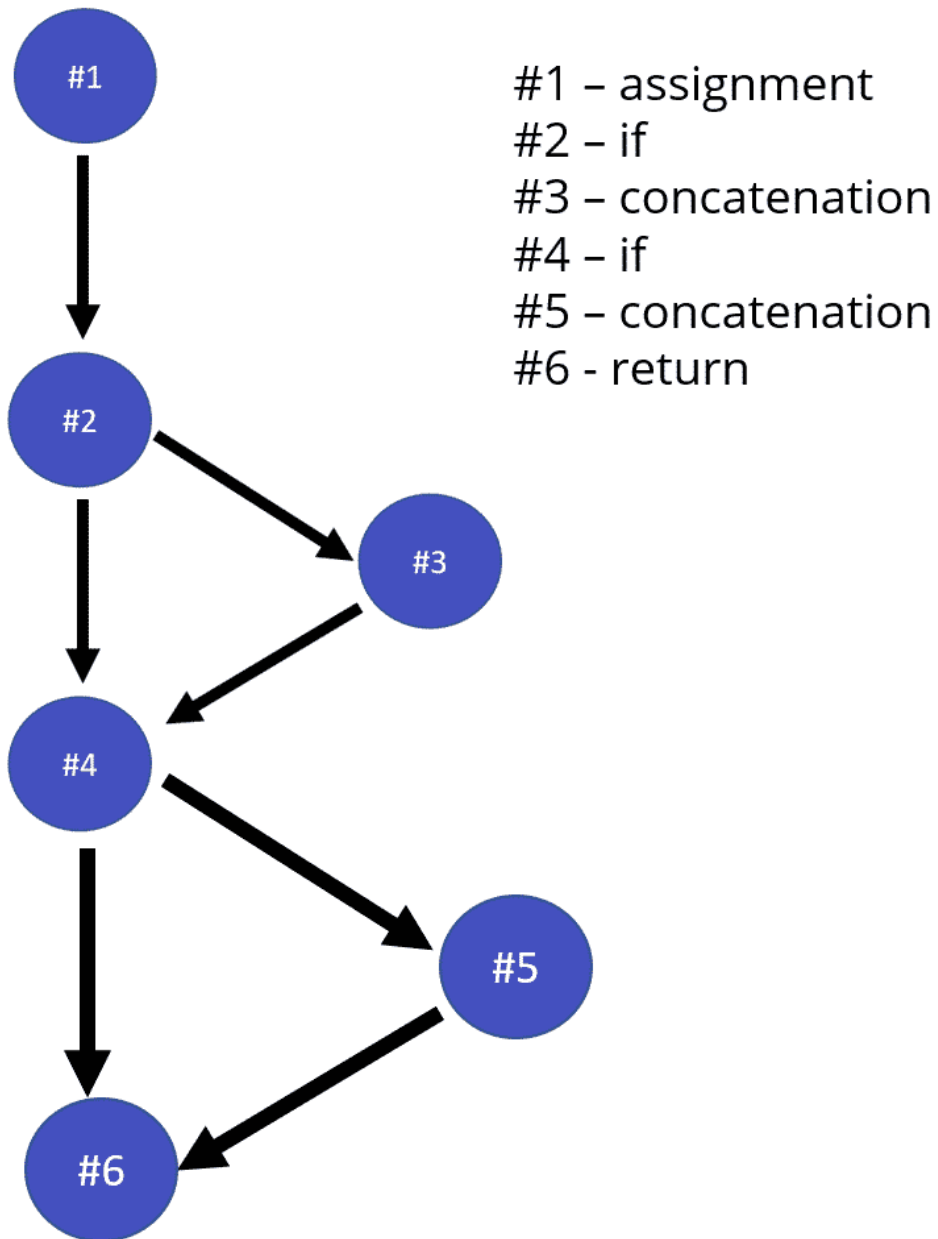 #1
#1 – assignment
#2 – if
#3 – concatenation
#4 – if
#5 – concatenation
#6 - return
#2
#3
#4
#5
#6